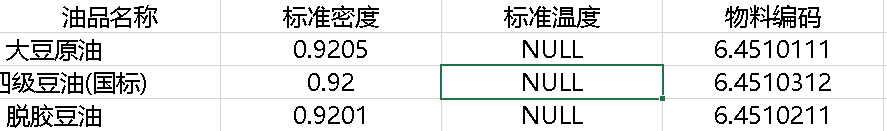 油品名称 标准密度 标准温度 物料编码
大豆原油 0.9205 NULL 6.4510111
四级豆油(国标) 0.92 NULL 6.4510312
脱胶豆油 0.9201 NULL 6.4510211